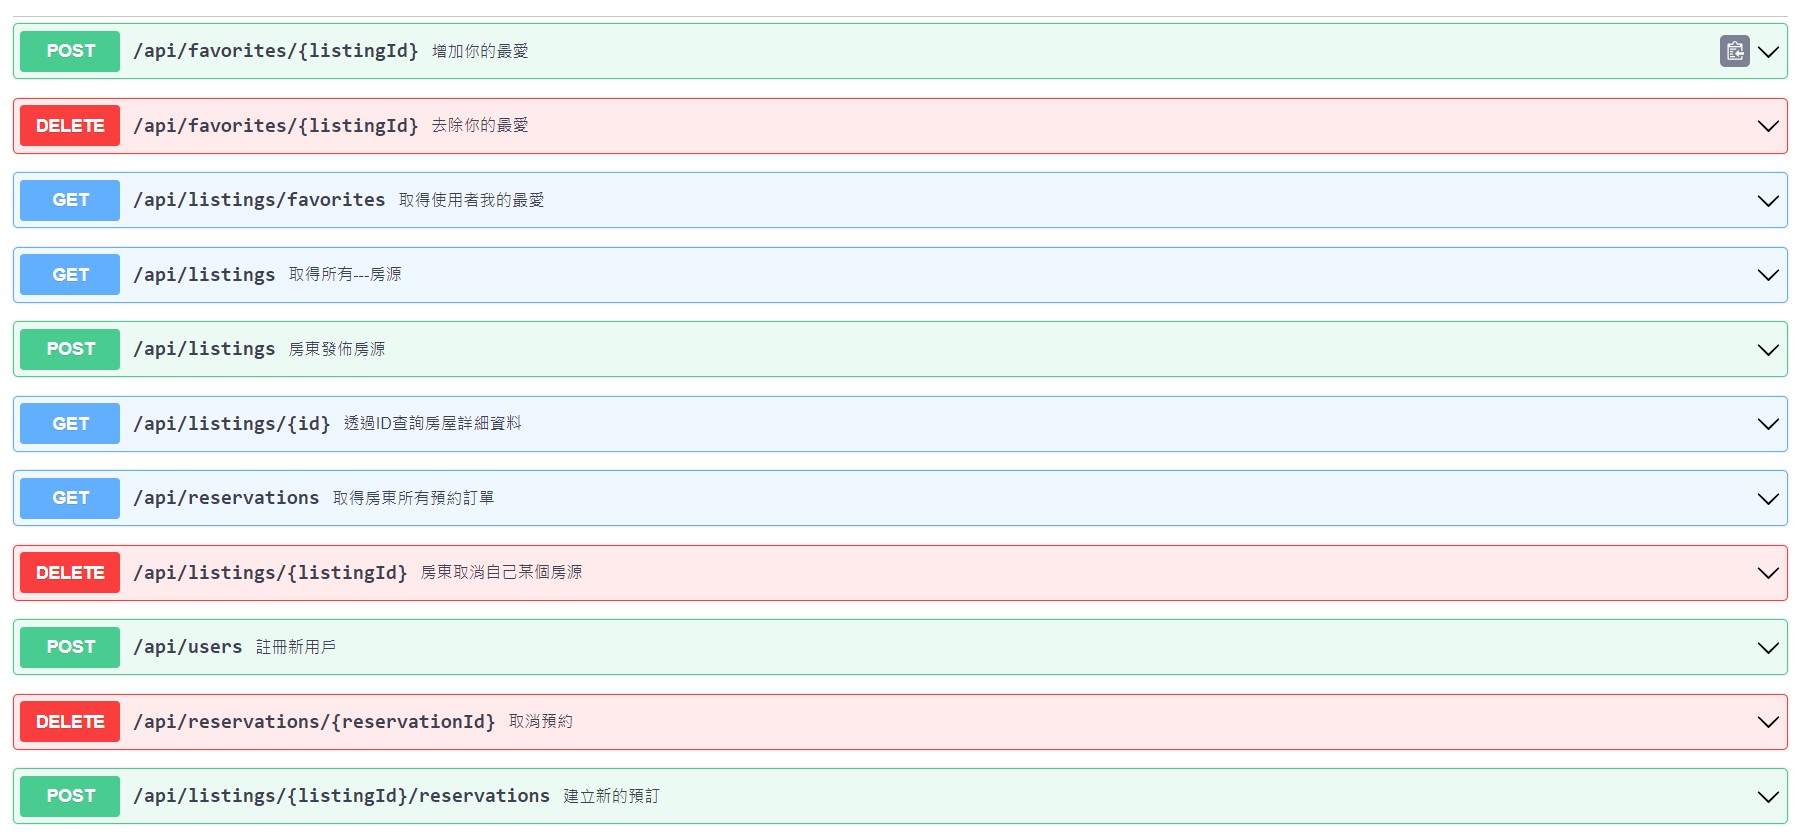 POST /api/favorites/{listingId} 增加你的最愛
DELETE /api/favorites/{listingId} 去除你的最愛
GET /api/listings/favorites 取得使用者我的最愛
GET /api/listings 取得所有---房源
POST /api/listings 房東發佈房源
GET /api/listings/{id} 透過ID查詢房屋詳細資料
GET /api/reservations 取得房東所有預約訂單
DELETE /api/listings/{listingId} 房東取消自己某個房源
POST /api/users 註冊新用戶
DELETE /api/reservations/{reservationId} 取消預約
POST /api/listings/{listingId}/reservations 建立新的預訂